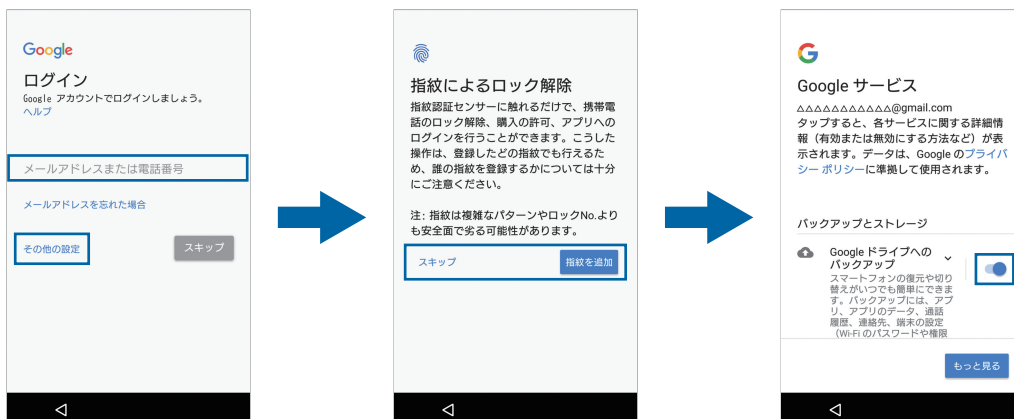 Google
ログイン
Google アカウントでログインしましょう。
ヘルプ
メールアドレスまたは電話番号
メールアドレスを忘れた場合
その他の設定
スキップ
指紋によるロック解除
指紋認証センサーに触れるだけで、携帯電
話のロック解除、購入の許可、アプリへの
ログインを行うことができます。こうした
操作は、登録したどの指紋でも行えるた
め、誰の指紋を登録するかについては十分
にご注意ください。
注: 指紋は複雑なパターンやロックNo.より
も安全面で劣る可能性があります。
スキップ
指紋を追加
G
Google サービス
△△△△△△△△△△△@gmail.com
タップすると、各サービスに関する詳細情
報（有効または無効にする方法など）が表
示されます。データは、Google のプライバ
シー ポリシーに準拠して使用されます。
バックアップとストレージ
Google ドライブへの
バックアップ
スマートフォンの復元や切り
替えがいつでも簡単にできま
す。バックアップには、アプ
リ、アプリのデータ、通話
履歴、連絡先、端末の設定
（Wi-Fi のパスワードや権限
もっと見る